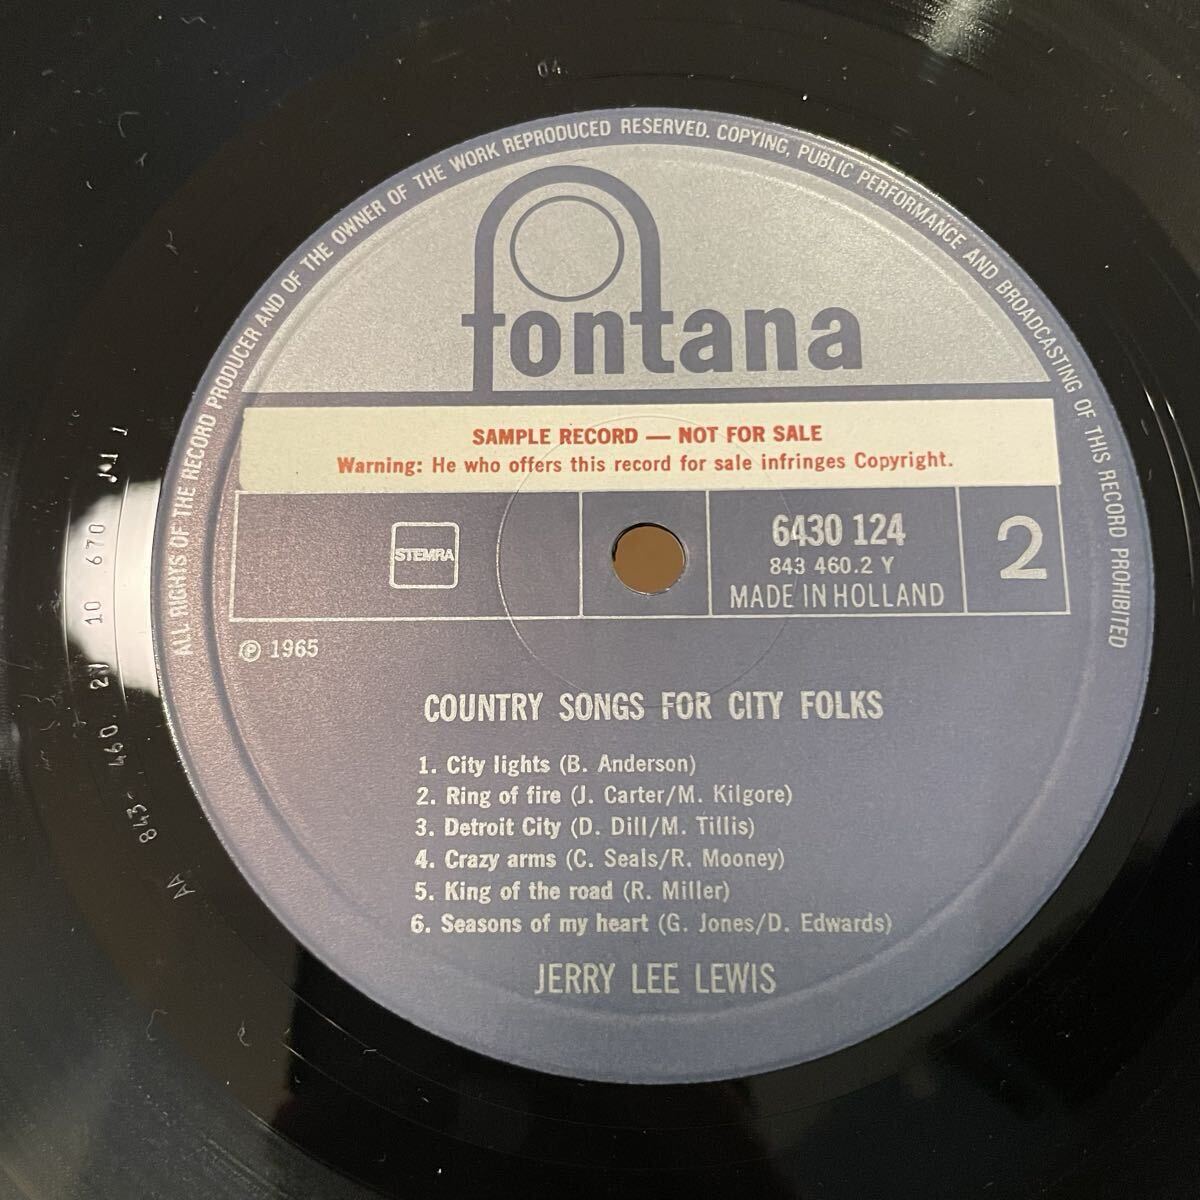 ALL RIGHTS OF THE RECORD PRODUCER AND OF THE OWNER OF THE WORK REPRODUCED RESERVED. COPYING, PUBLIC PERFORMANCE AND BROADCASTING OF THIS RECORD PROHIBITED
fontana
SAMPLE RECORD — NOT FOR SALE
Warning: He who offers this record for sale infringes Copyright.
STEMRA
6430 124
843 460.2 Y
MADE IN HOLLAND
2
℗ 1965
COUNTRY SONGS FOR CITY FOLKS
1. City lights (B. Anderson)
2. Ring of fire (J. Carter/M. Kilgore)
3. Detroit City (D. Dill/M. Tillis)
4. Crazy arms (C. Seals/R. Mooney)
5. King of the road (R. Miller)
6. Seasons of my heart (G. Jones/D. Edwards)
JERRY LEE LEWIS
AA 843 460 2Y 10 670
04